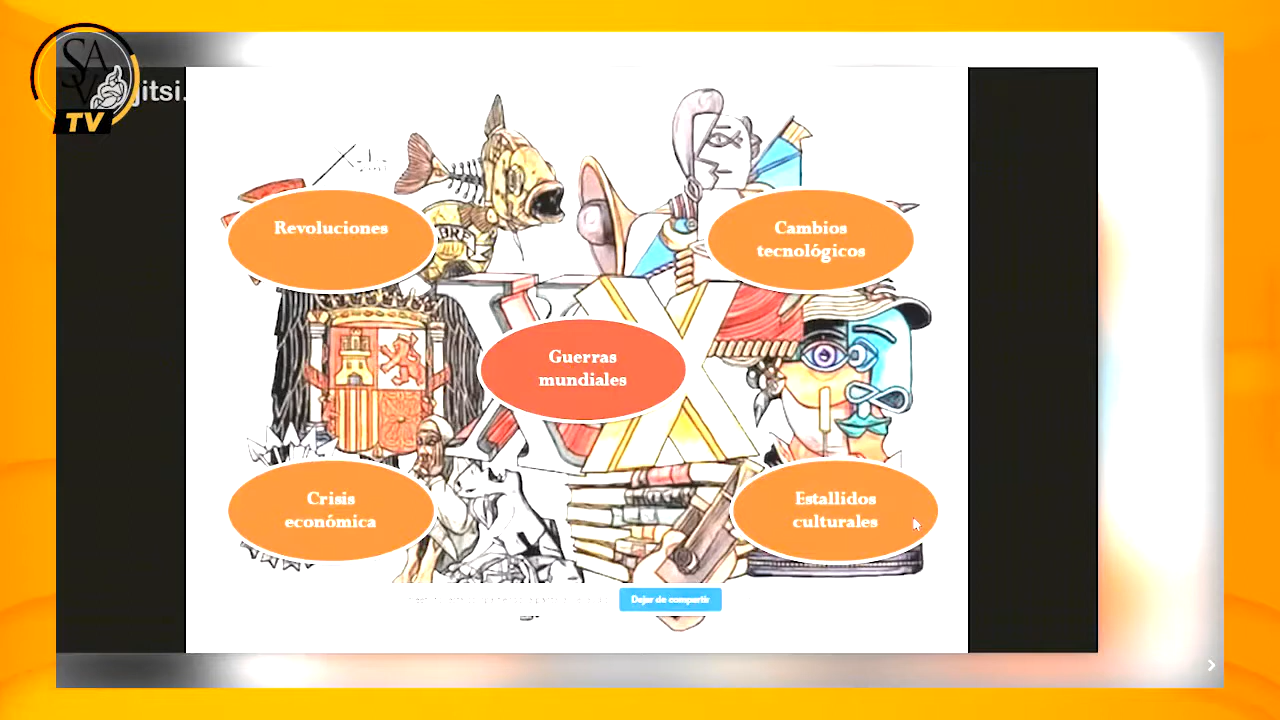 SA
V
TV
jitsi.
Revoluciones
Cambios
tecnológicos
Guerras
mundiales
Crisis
económica
Estallidos
culturales
Dejar de compartir